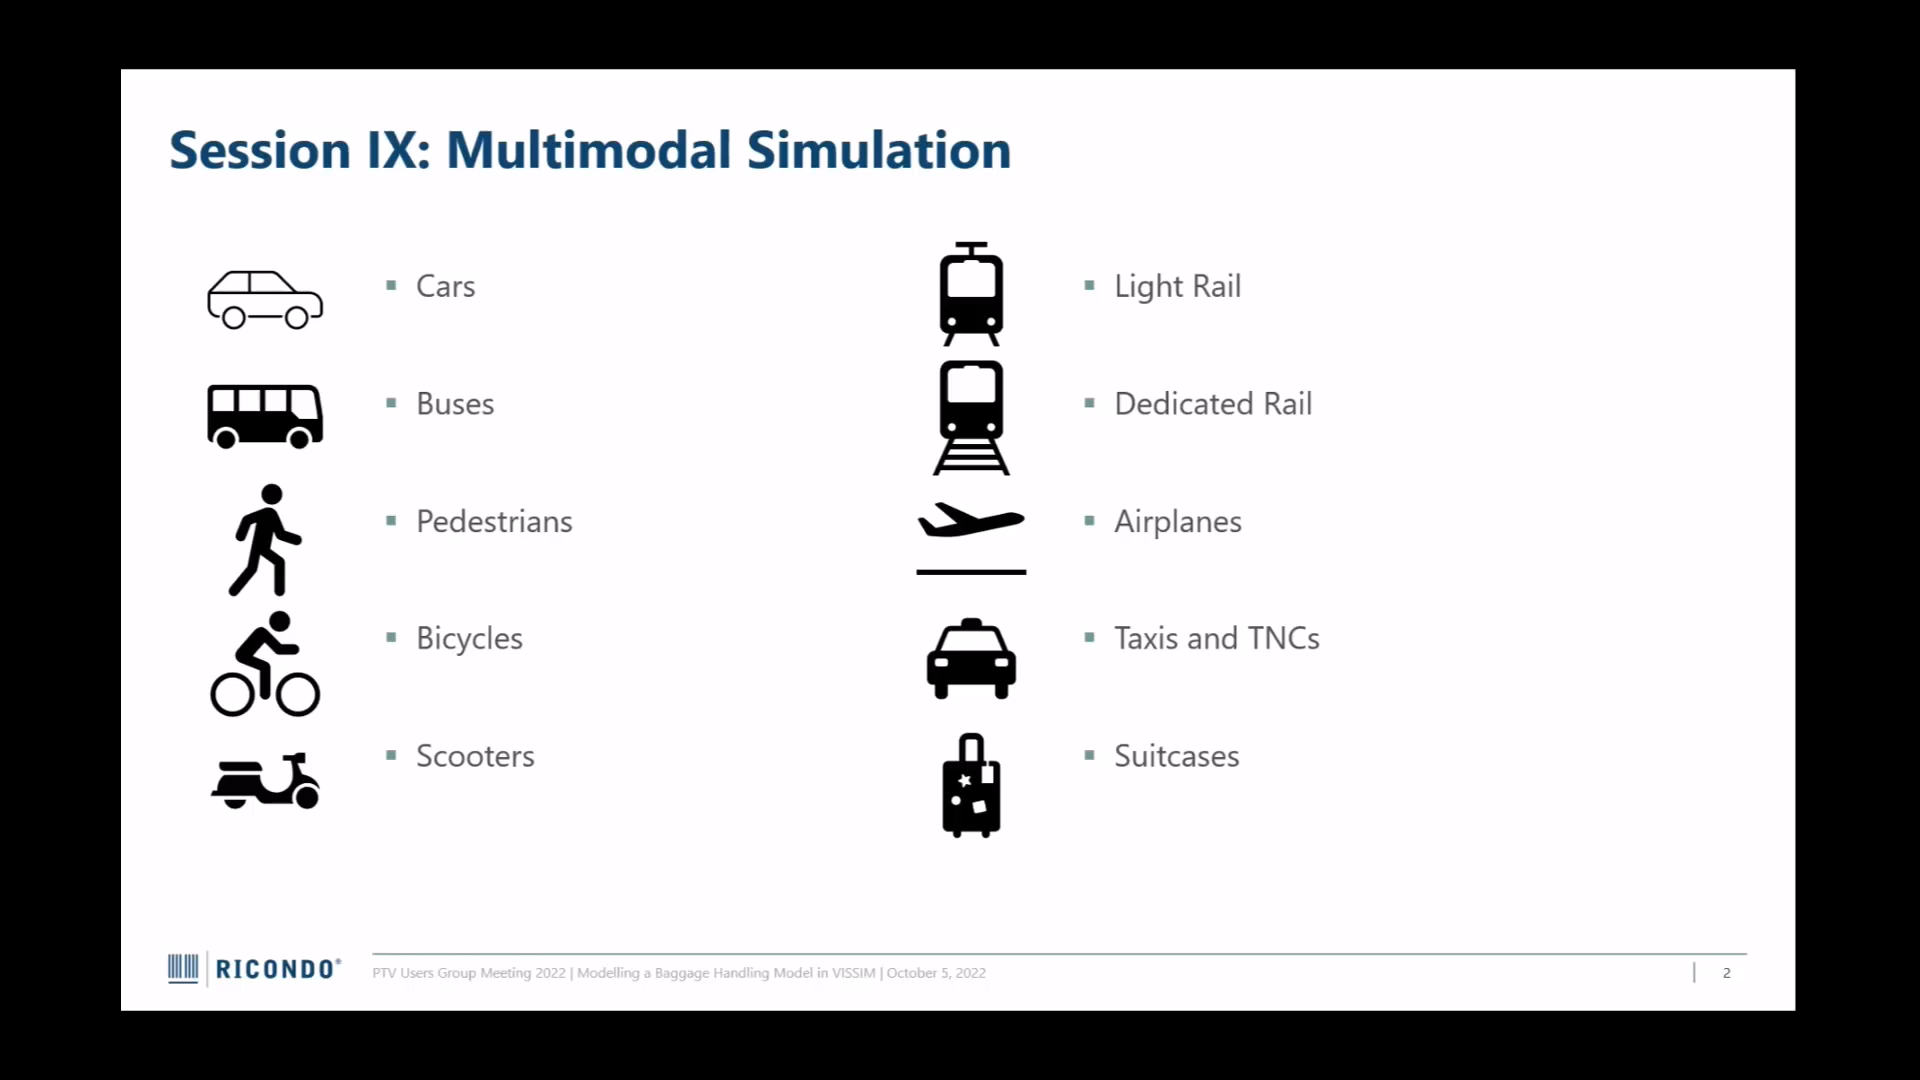 Session IX: Multimodal Simulation
Cars
Buses
Pedestrians
Bicycles
Scooters
Light Rail
Dedicated Rail
Airplanes
Taxis and TNCs
Suitcases
RICONDO®
PTV Users Group Meeting 2022 | Modelling a Baggage Handling Model in VISSIM | October 5, 2022
2